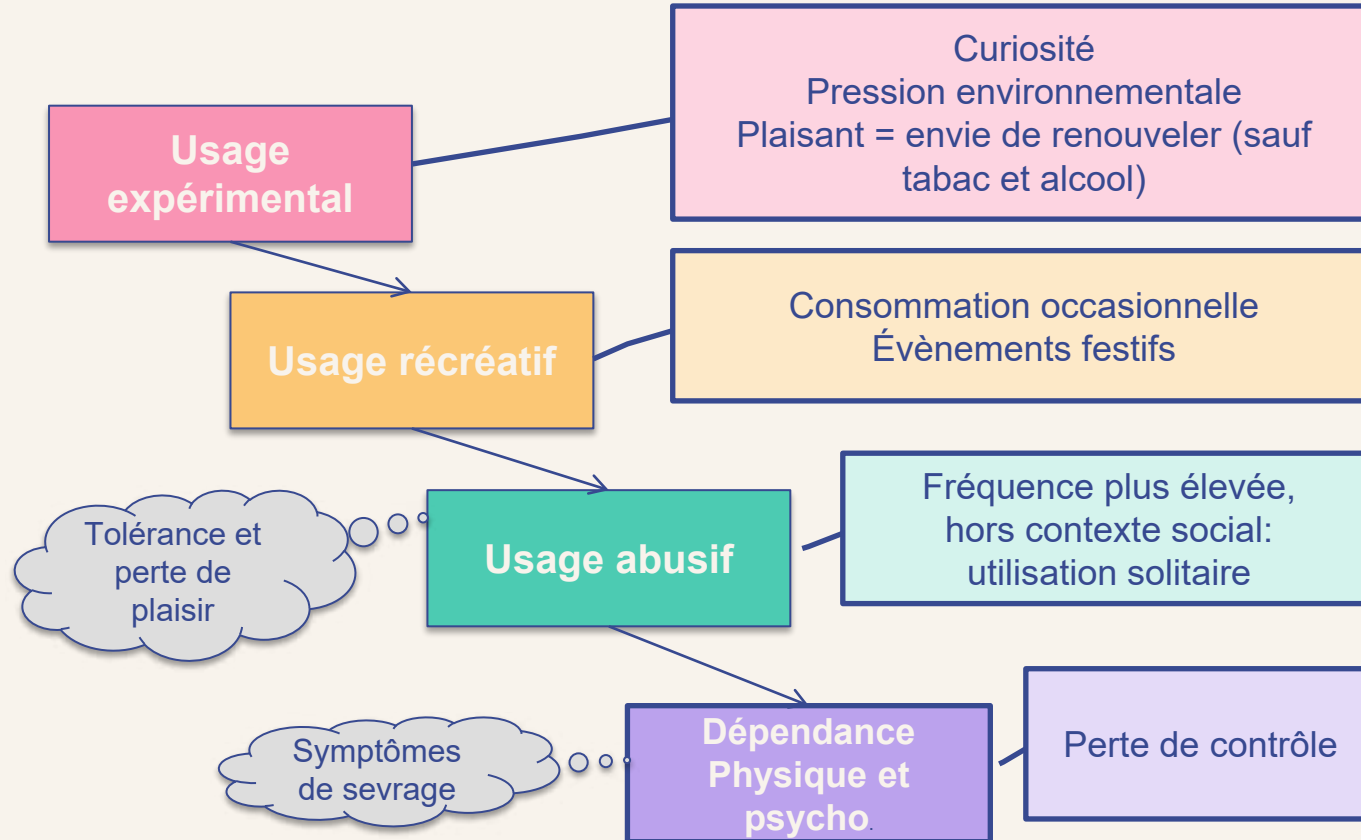 Curiosité
Pression environnementale
Plaisant = envie de renouveler (sauf
tabac et alcool)
Usage
expérimental
Consommation occasionnelle
Évènements festifs
Usage récréatif
Fréquence plus élevée,
hors contexte social:
utilisation solitaire
Usage abusif
Tolérance et
perte de
plaisir
Dépendance
Physique et
psycho.
Perte de contrôle
Symptômes
de sevrage